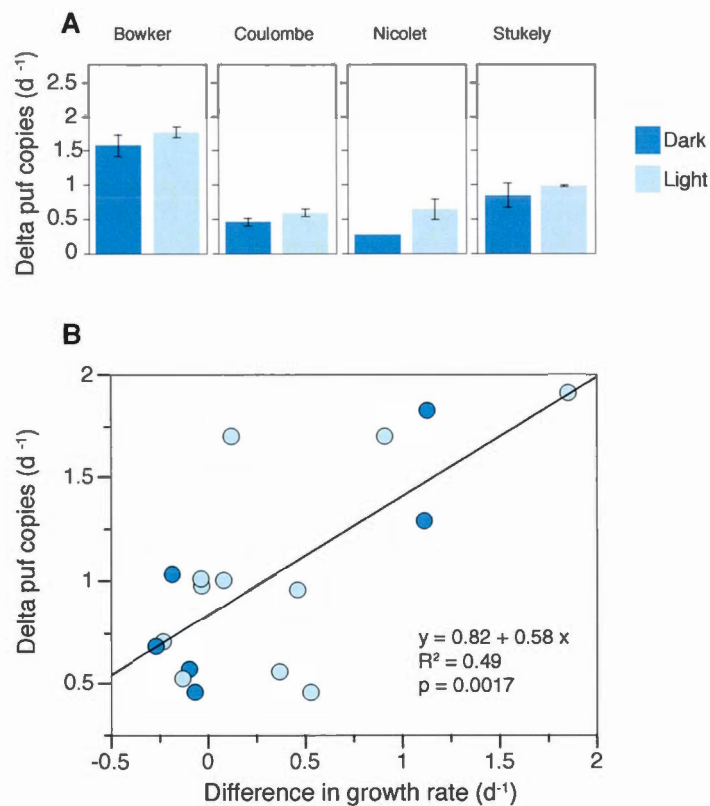 A
Bowker Coulombe Nicolet Stukely
Delta puf copies (d -1)
2.5
2
1.5
1
0.5
0
Dark
Light
B
Delta puf copies (d -1)
2
1.5
1
0.5
y = 0.82 + 0.58 x
R² = 0.49
p = 0.0017
-0.5 0 0.5 1 1.5 2
Difference in growth rate (d-1)